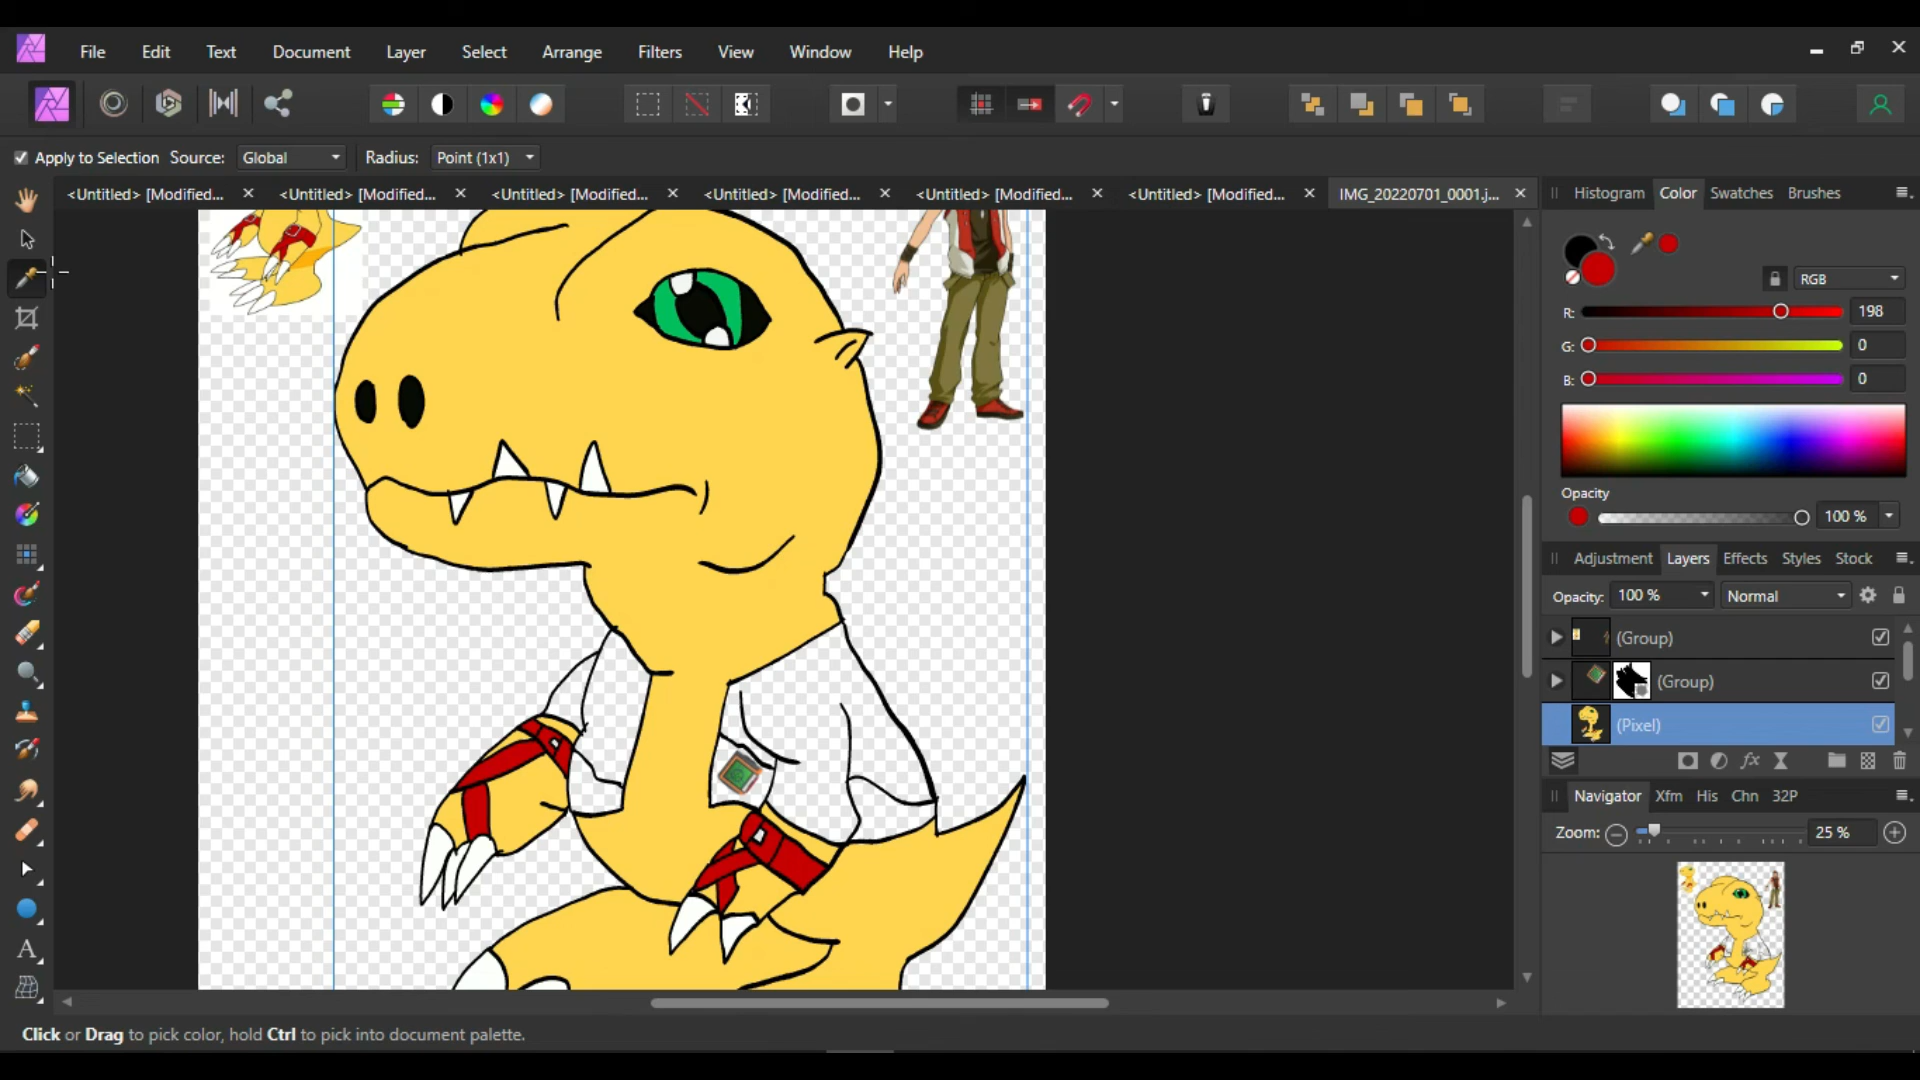 File Edit Text Document Layer Select Arrange Filters View Window Help
Apply to Selection Source: Global Radius: Point (1x1)
<Untitled> [Modified... <Untitled> [Modified... <Untitled> [Modified... <Untitled> [Modified... <Untitled> [Modified... <Untitled> [Modified... IMG_20220701_0001.j...
Histogram Color Swatches Brushes
RGB
R: 198
G: 0
B: 0
Opacity
100 %
Adjustment Layers Effects Styles Stock
Opacity: 100 % Normal
(Group)
(Group)
(Pixel)
Navigator Xfm His Chn 32P
Zoom: 25 %
Click or Drag to pick color, hold Ctrl to pick into document palette.